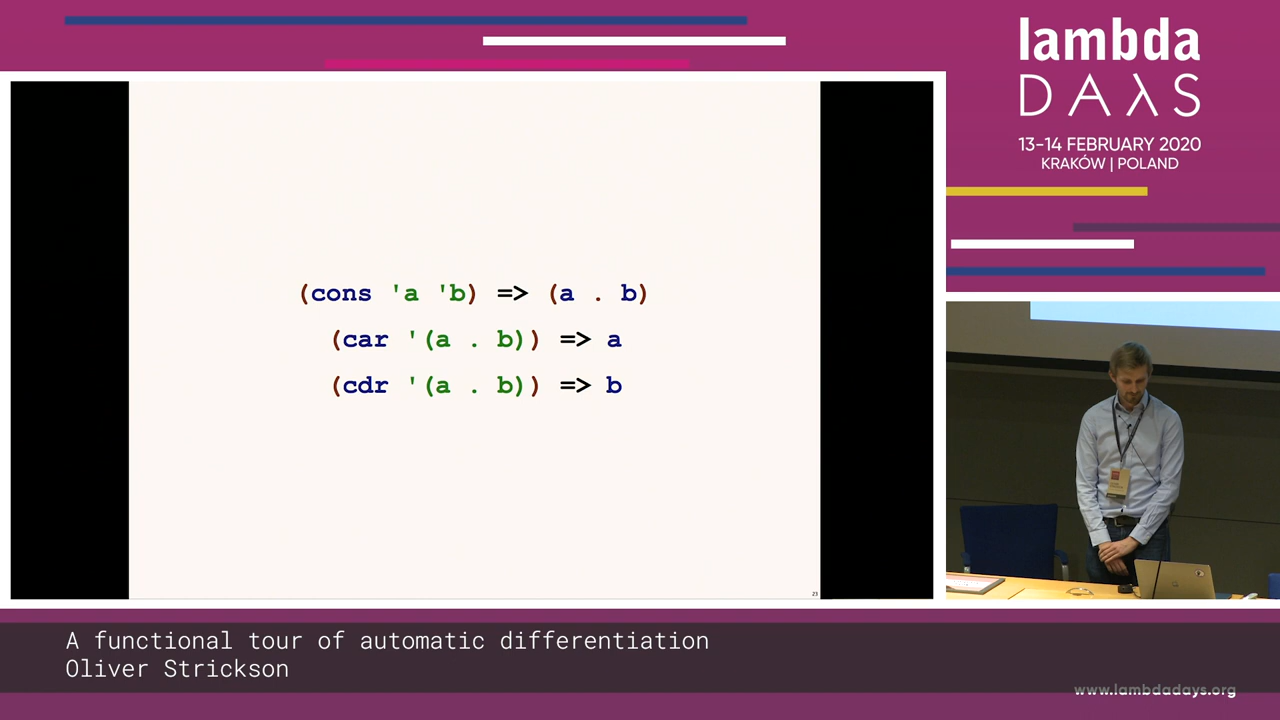 lambda
DAλS
13-14 FEBRUARY 2020
KRAKÓW | POLAND
(cons 'a 'b) => (a . b)
(car '(a . b)) => a
(cdr '(a . b)) => b
23
A functional tour of automatic differentiation
Oliver Strickson
www.lambdadays.org